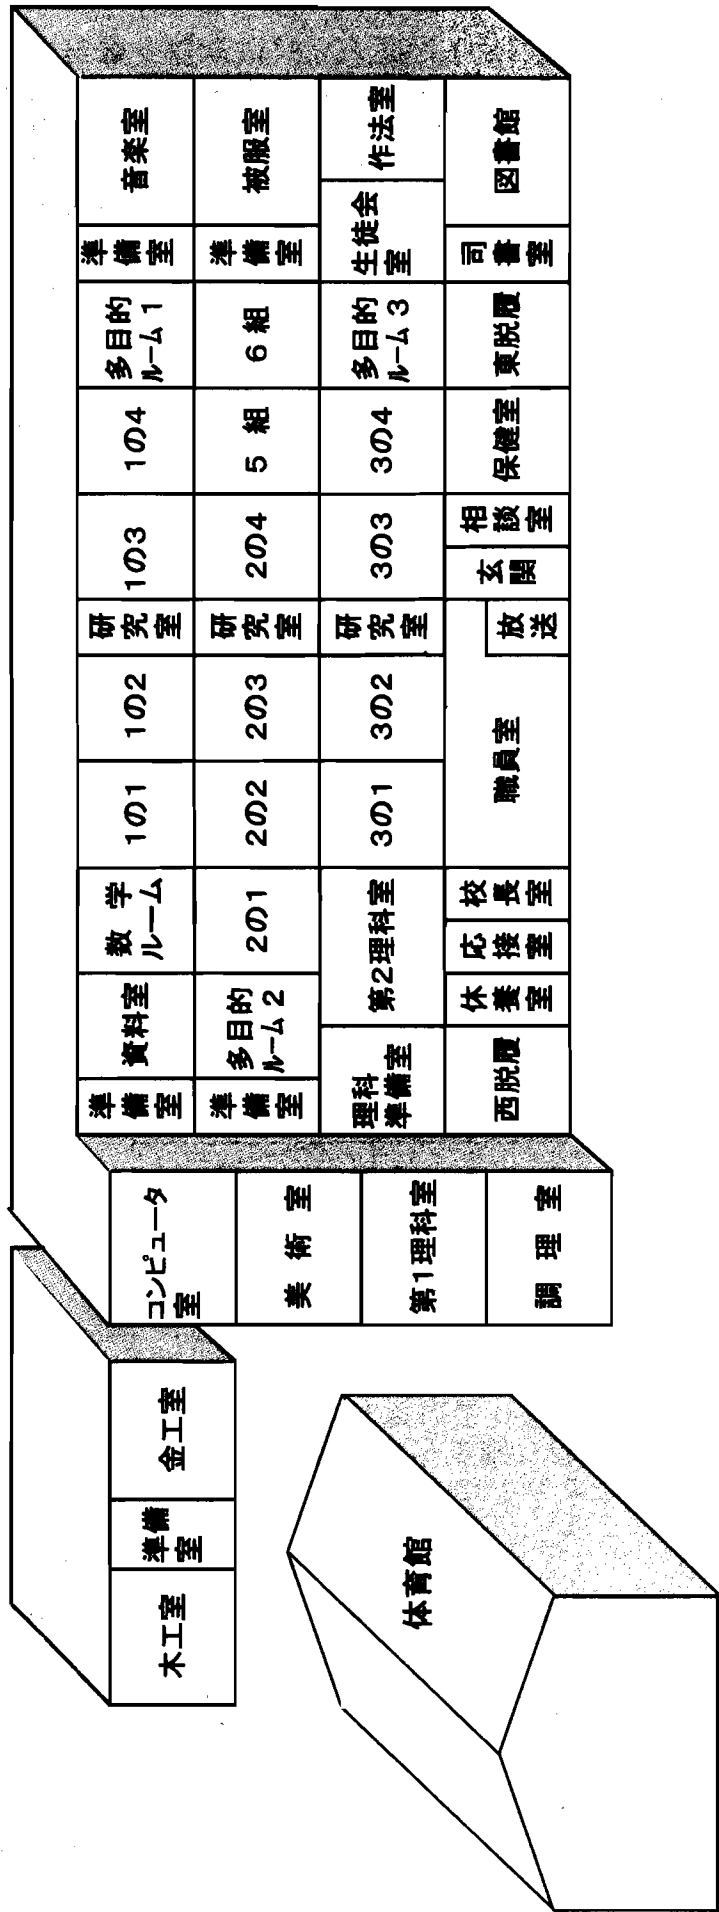 木工室
準備
室
金工室
コンピュータ
室
準備室
資料室
数 学
ルーム
1の1
1の2
研究室
1の3
1の4
多目的
ルーム1
準備室
音楽室
美 術 室
準備室
多目的
ルーム2
2の1
2の2
2の3
研究室
2の4
5 組
6 組
準備室
被服室
第1理科室
理科
準備室
第2理科室
3の1
3の2
研究室
3の3
3の4
多目的
ルーム3
生徒会
室
作法室
調 理 室
西脱履
休養室
応接室
校長室
職員室
放送
玄関
相談室
保健室
東脱履
司書室
図書館
体育館